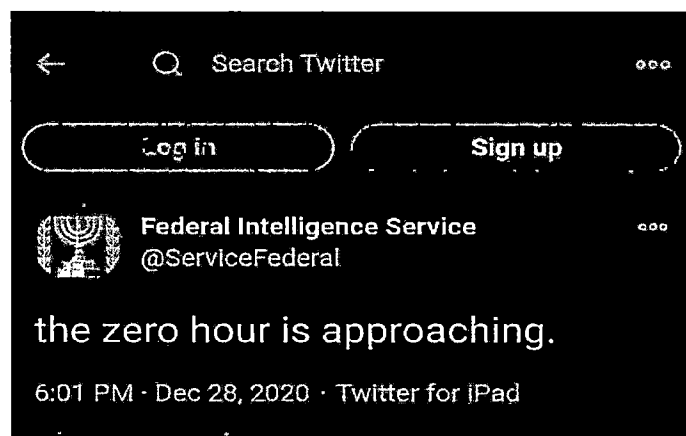 Search Twitter
Log in Sign up
Federal Intelligence Service
@ServiceFederal
the zero hour is approaching.
6:01 PM · Dec 28, 2020 · Twitter for iPad